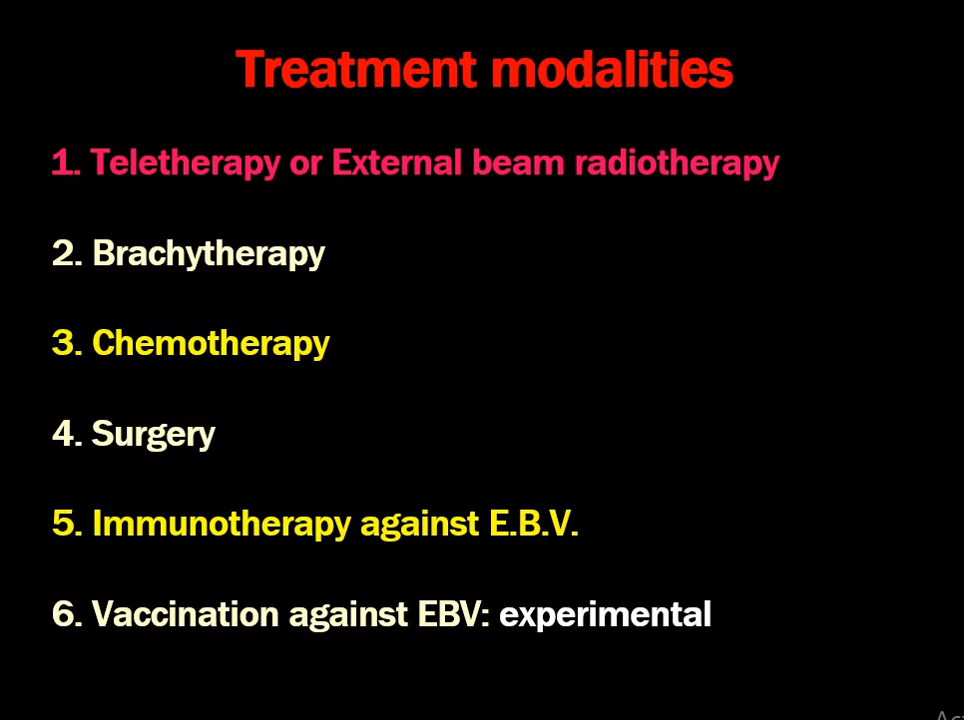 Treatment modalities
1. Teletherapy or External beam radiotherapy
2. Brachytherapy
3. Chemotherapy
4. Surgery
5. Immunotherapy against E.B.V.
6. Vaccination against EBV: experimental